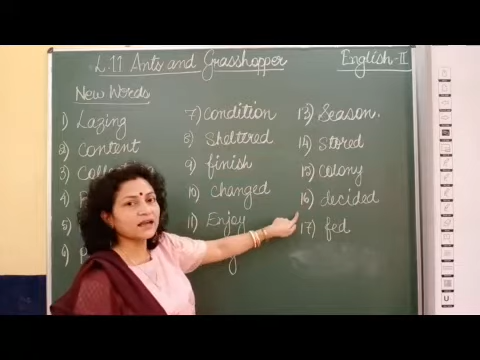 L.11 Ants and Grasshopper
English-II
New Words
1) Lazing
2) Content
3)
4)
5)
6)
7) Condition
8) Sheltered
9) finish
10) Changed
11) Enjoy
13) Season.
14) Stored
15) Colony
16) decided
17) fed